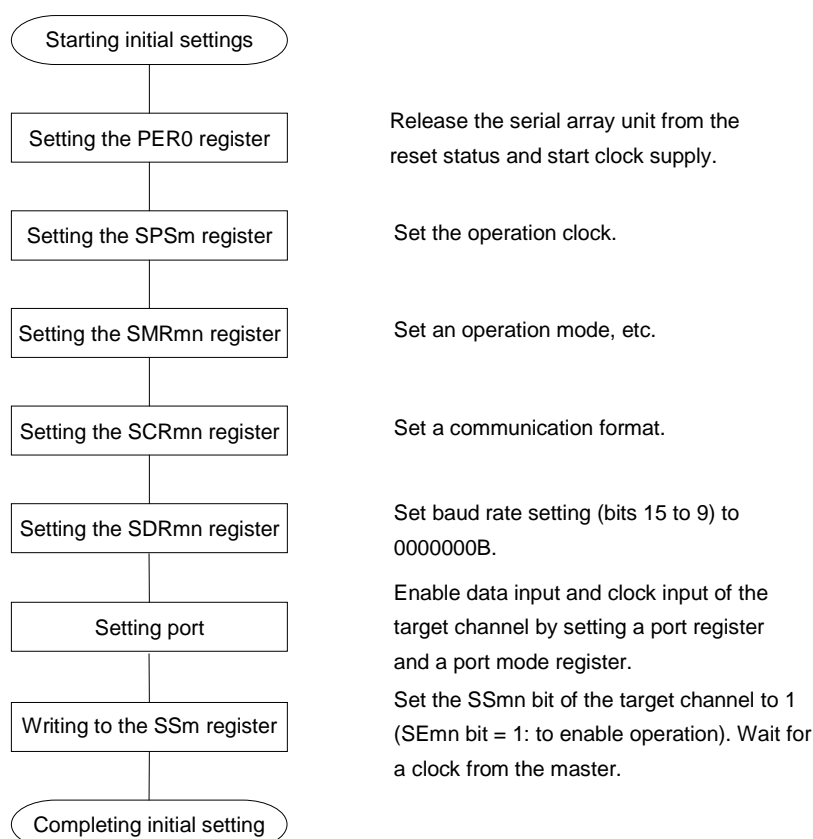 Starting initial settings
Setting the PER0 register
Release the serial array unit from the
reset status and start clock supply.
Setting the SPSm register
Set the operation clock.
Setting the SMRmn register
Set an operation mode, etc.
Setting the SCRmn register
Set a communication format.
Setting the SDRmn register
Set baud rate setting (bits 15 to 9) to
0000000B.
Setting port
Enable data input and clock input of the
target channel by setting a port register
and a port mode register.
Writing to the SSm register
Set the SSmn bit of the target channel to 1
(SEmn bit = 1: to enable operation). Wait for
a clock from the master.
Completing initial setting